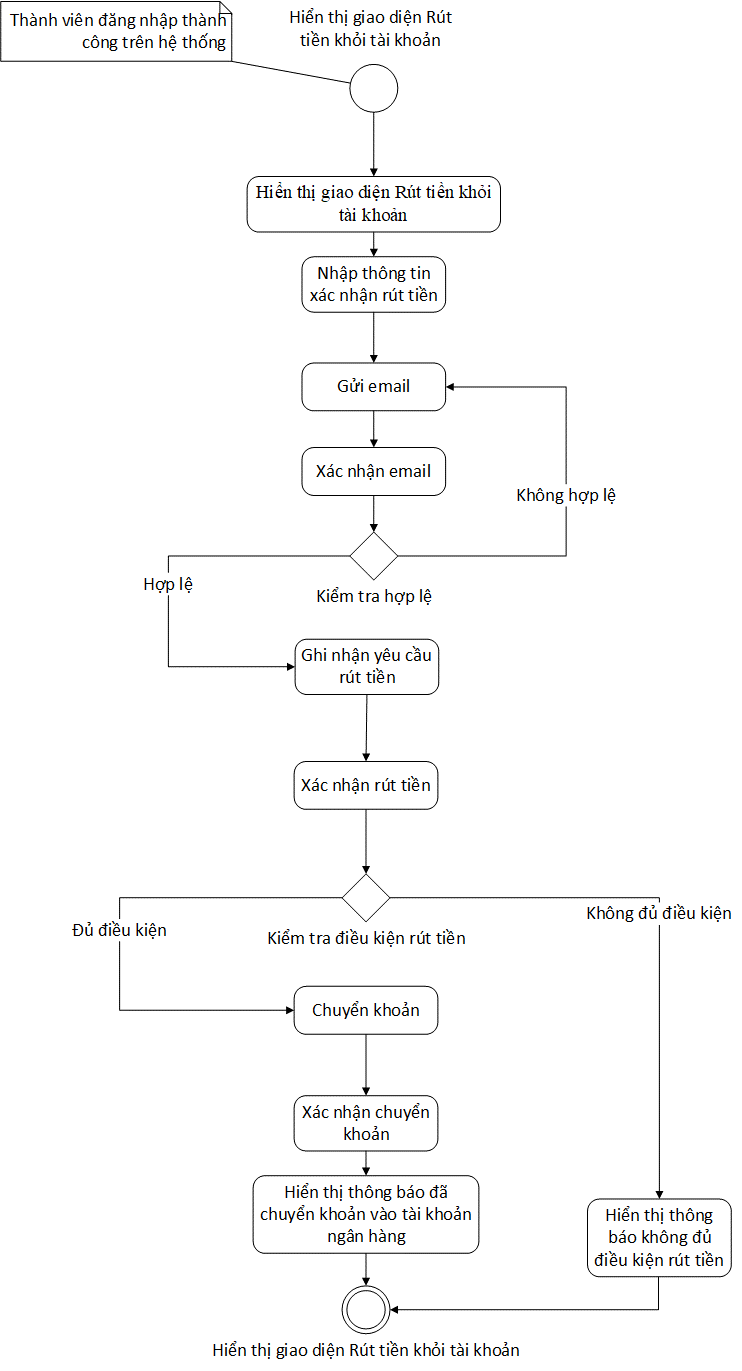 Thành viên đăng nhập thành
công trên hệ thống
Hiển thị giao diện Rút
tiền khỏi tài khoản
Hiển thị giao diện Rút tiền khỏi
tài khoản
Nhập thông tin
xác nhận rút tiền
Gửi email
Xác nhận email
Không hợp lệ
Hợp lệ
Kiểm tra hợp lệ
Ghi nhận yêu cầu
rút tiền
Xác nhận rút tiền
Đủ điều kiện
Kiểm tra điều kiện rút tiền
Không đủ điều kiện
Chuyển khoản
Xác nhận chuyển
khoản
Hiển thị thông báo đã
chuyển khoản vào tài khoản
ngân hàng
Hiển thị thông
báo không đủ
điều kiện rút tiền
Hiển thị giao diện Rút tiền khỏi tài khoản